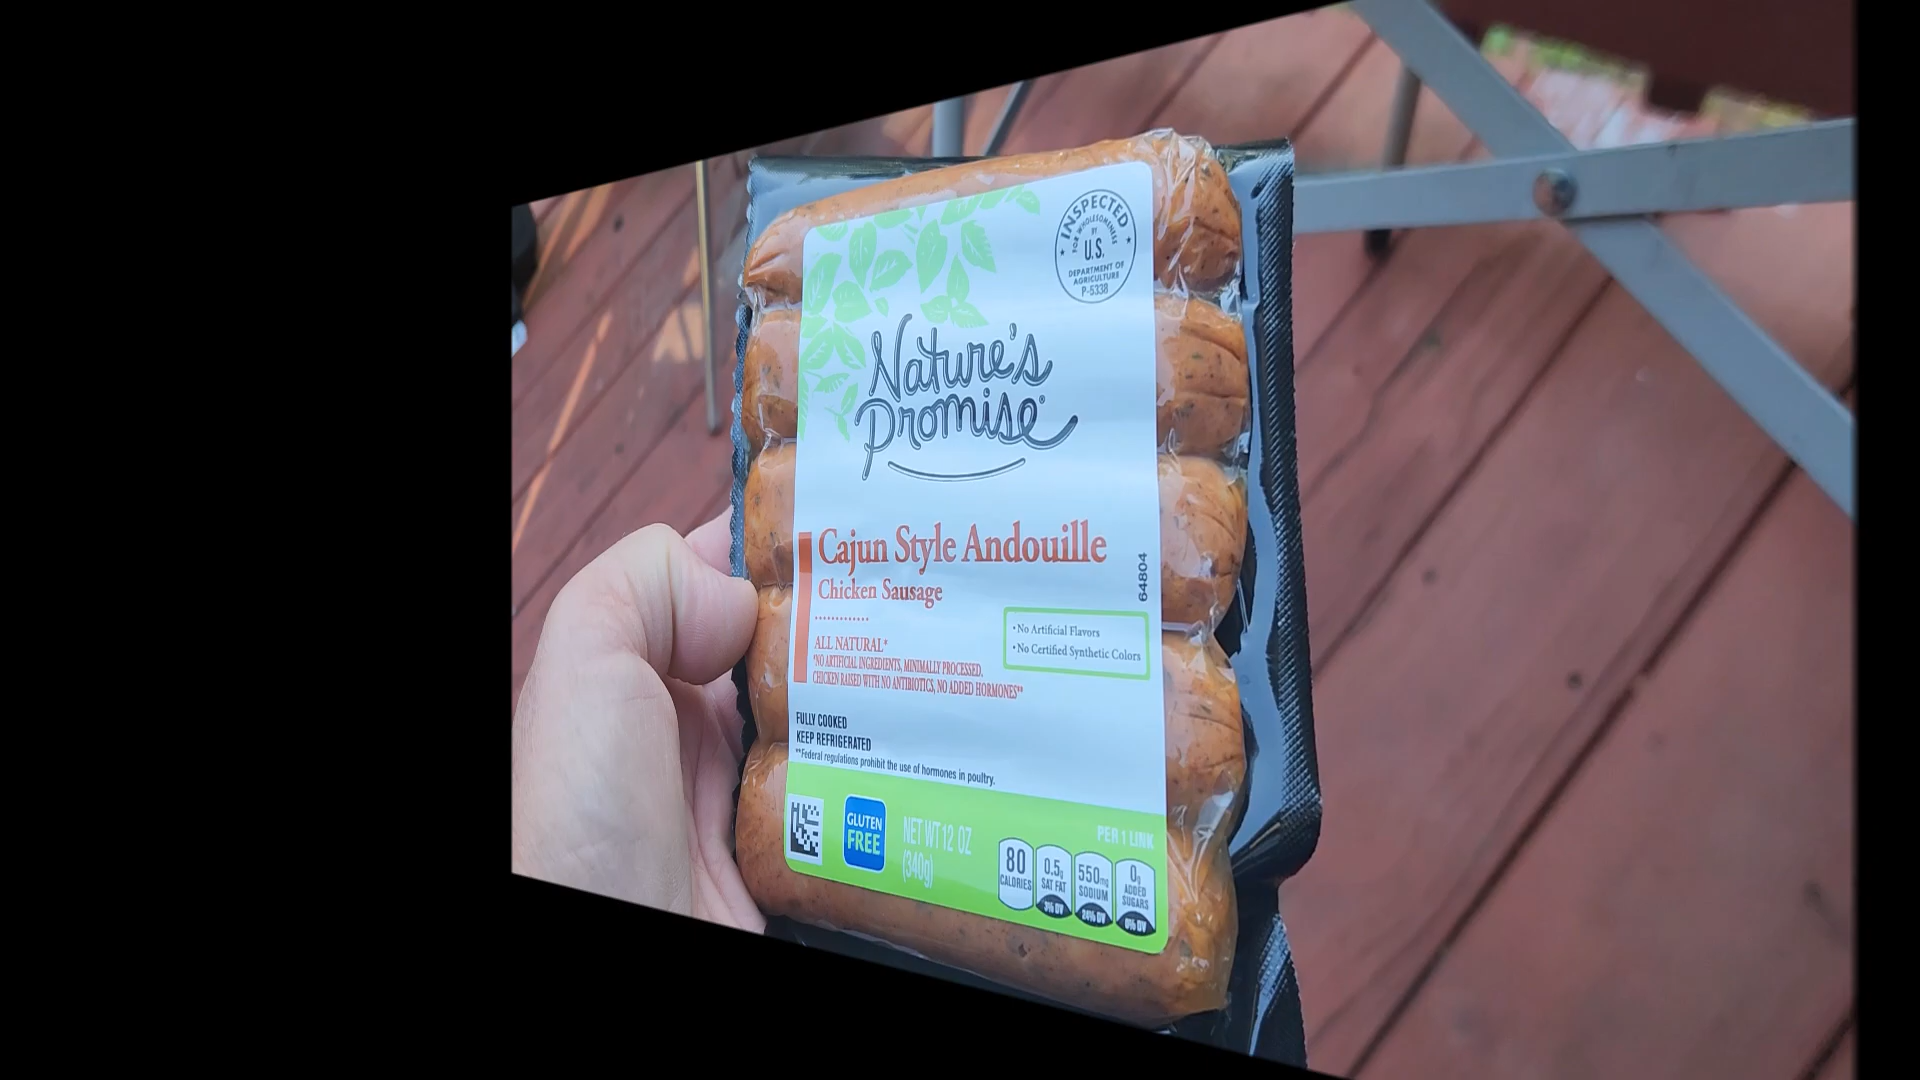 INSPECTED
FOR WHOLESOMENESS
BY
U.S.
DEPARTMENT OF
AGRICULTURE
P-5338
Nature's
Promise®
Cajun Style Andouille
Chicken Sausage
64804
ALL NATURAL*
*NO ARTIFICIAL INGREDIENTS, MINIMALLY PROCESSED.
CHICKEN RAISED WITH NO ANTIBIOTICS, NO ADDED HORMONES**
•No Artificial Flavors
•No Certified Synthetic Colors
FULLY COOKED
KEEP REFRIGERATED
**Federal regulations prohibit the use of hormones in poultry.
GLUTEN
FREE
NET WT 12 OZ
(340g)
PER 1 LINK
80
CALORIES
0.5g
SAT FAT
3% DV
550mg
SODIUM
24% DV
0g
ADDED
SUGARS
0% DV